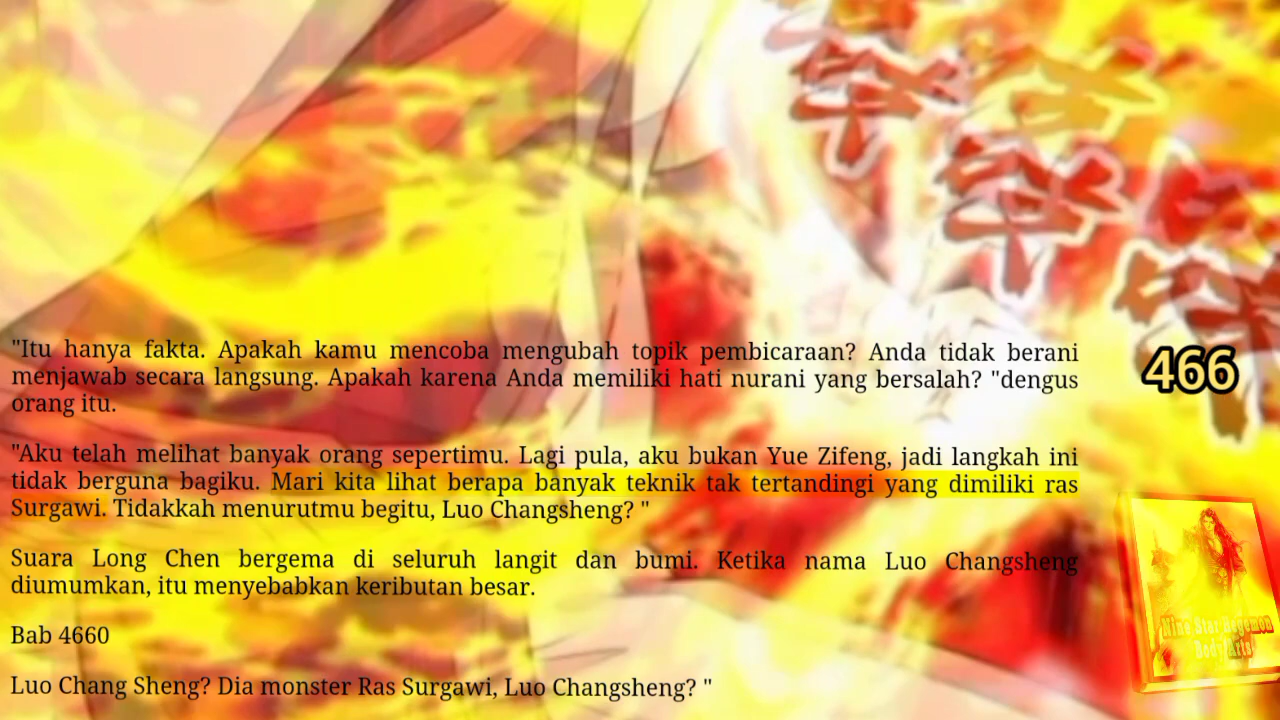 "Itu hanya fakta. Apakah kamu mencoba mengubah topik pembicaraan? Anda tidak berani
menjawab secara langsung. Apakah karena Anda memiliki hati nurani yang bersalah? "dengus
orang itu.
"Aku telah melihat banyak orang sepertimu. Lagi pula, aku bukan Yue Zifeng, jadi langkah ini
tidak berguna bagiku. Mari kita lihat berapa banyak teknik tak tertandingi yang dimiliki ras
Surgawi. Tidakkah menurutmu begitu, Luo Changsheng? "
Suara Long Chen bergema di seluruh langit dan bumi. Ketika nama Luo Changsheng
diumumkan, itu menyebabkan keributan besar.
Bab 4660
Luo Chang Sheng? Dia monster Ras Surgawi, Luo Changsheng? "
466
Nine Star Hegemon
Body Arts